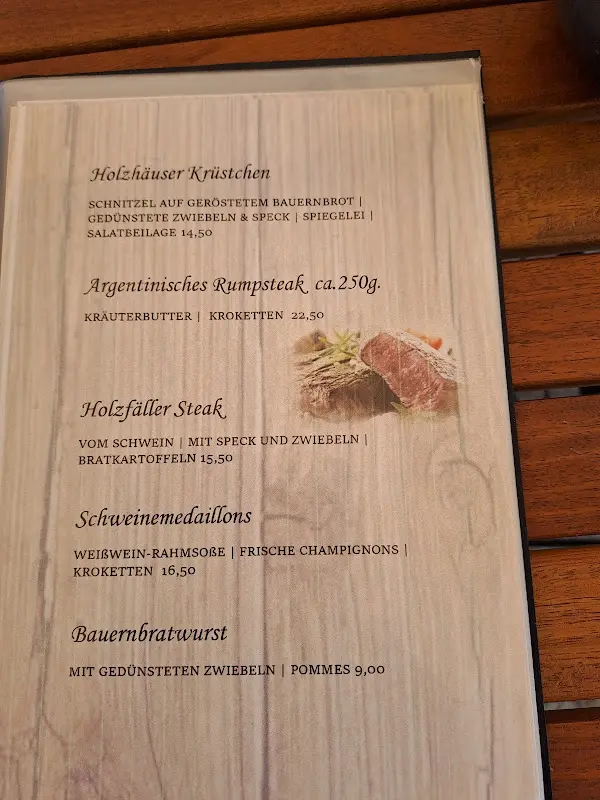 Holzhäuser Krüstchen
SCHNITZEL AUF GERÖSTETEM BAUERNBROT |
GEDÜNSTETE ZWIEBELN & SPECK | SPIEGELEI |
SALATBEILAGE 14,50
Argentinisches Rumpsteak ca.250g.
KRÄUTERBUTTER | KROKETTEN 22,50
Holzfäller Steak
VOM SCHWEIN | MIT SPECK UND ZWIEBELN |
BRATKARTOFFELN 15,50
Schweinemedaillons
WEIßWEIN-RAHMSOßE | FRISCHE CHAMPIGNONS |
KROKETTEN 16,50
Bauernbratwurst
MIT GEDÜNSTETEN ZWIEBELN | POMMES 9,00